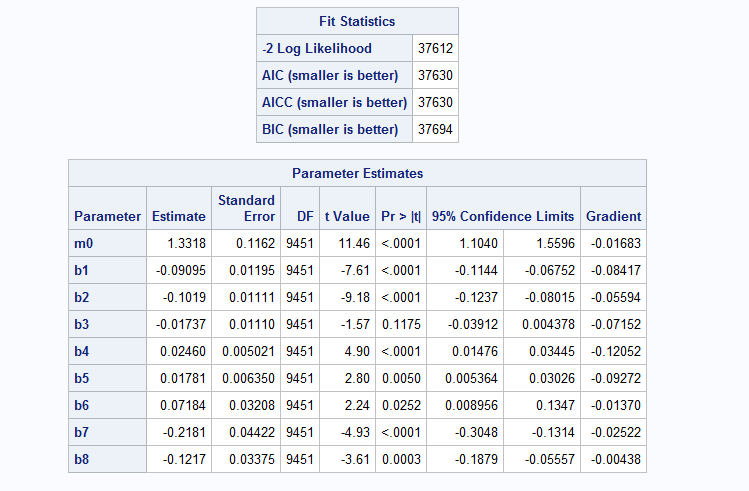 Fit Statistics
-2 Log Likelihood 37612
AIC (smaller is better) 37630
AICC (smaller is better) 37630
BIC (smaller is better) 37694
Parameter Estimates
Parameter Estimate Standard Error DF t Value Pr > |t| 95% Confidence Limits Gradient
m0 1.3318 0.1162 9451 11.46 <.0001 1.1040 1.5596 -0.01683
b1 -0.09095 0.01195 9451 -7.61 <.0001 -0.1144 -0.06752 -0.08417
b2 -0.1019 0.01111 9451 -9.18 <.0001 -0.1237 -0.08015 -0.05594
b3 -0.01737 0.01110 9451 -1.57 0.1175 -0.03912 0.004378 -0.07152
b4 0.02460 0.005021 9451 4.90 <.0001 0.01476 0.03445 -0.12052
b5 0.01781 0.006350 9451 2.80 0.0050 0.005364 0.03026 -0.09272
b6 0.07184 0.03208 9451 2.24 0.0252 0.008956 0.1347 -0.01370
b7 -0.2181 0.04422 9451 -4.93 <.0001 -0.3048 -0.1314 -0.02522
b8 -0.1217 0.03375 9451 -3.61 0.0003 -0.1879 -0.05557 -0.00438